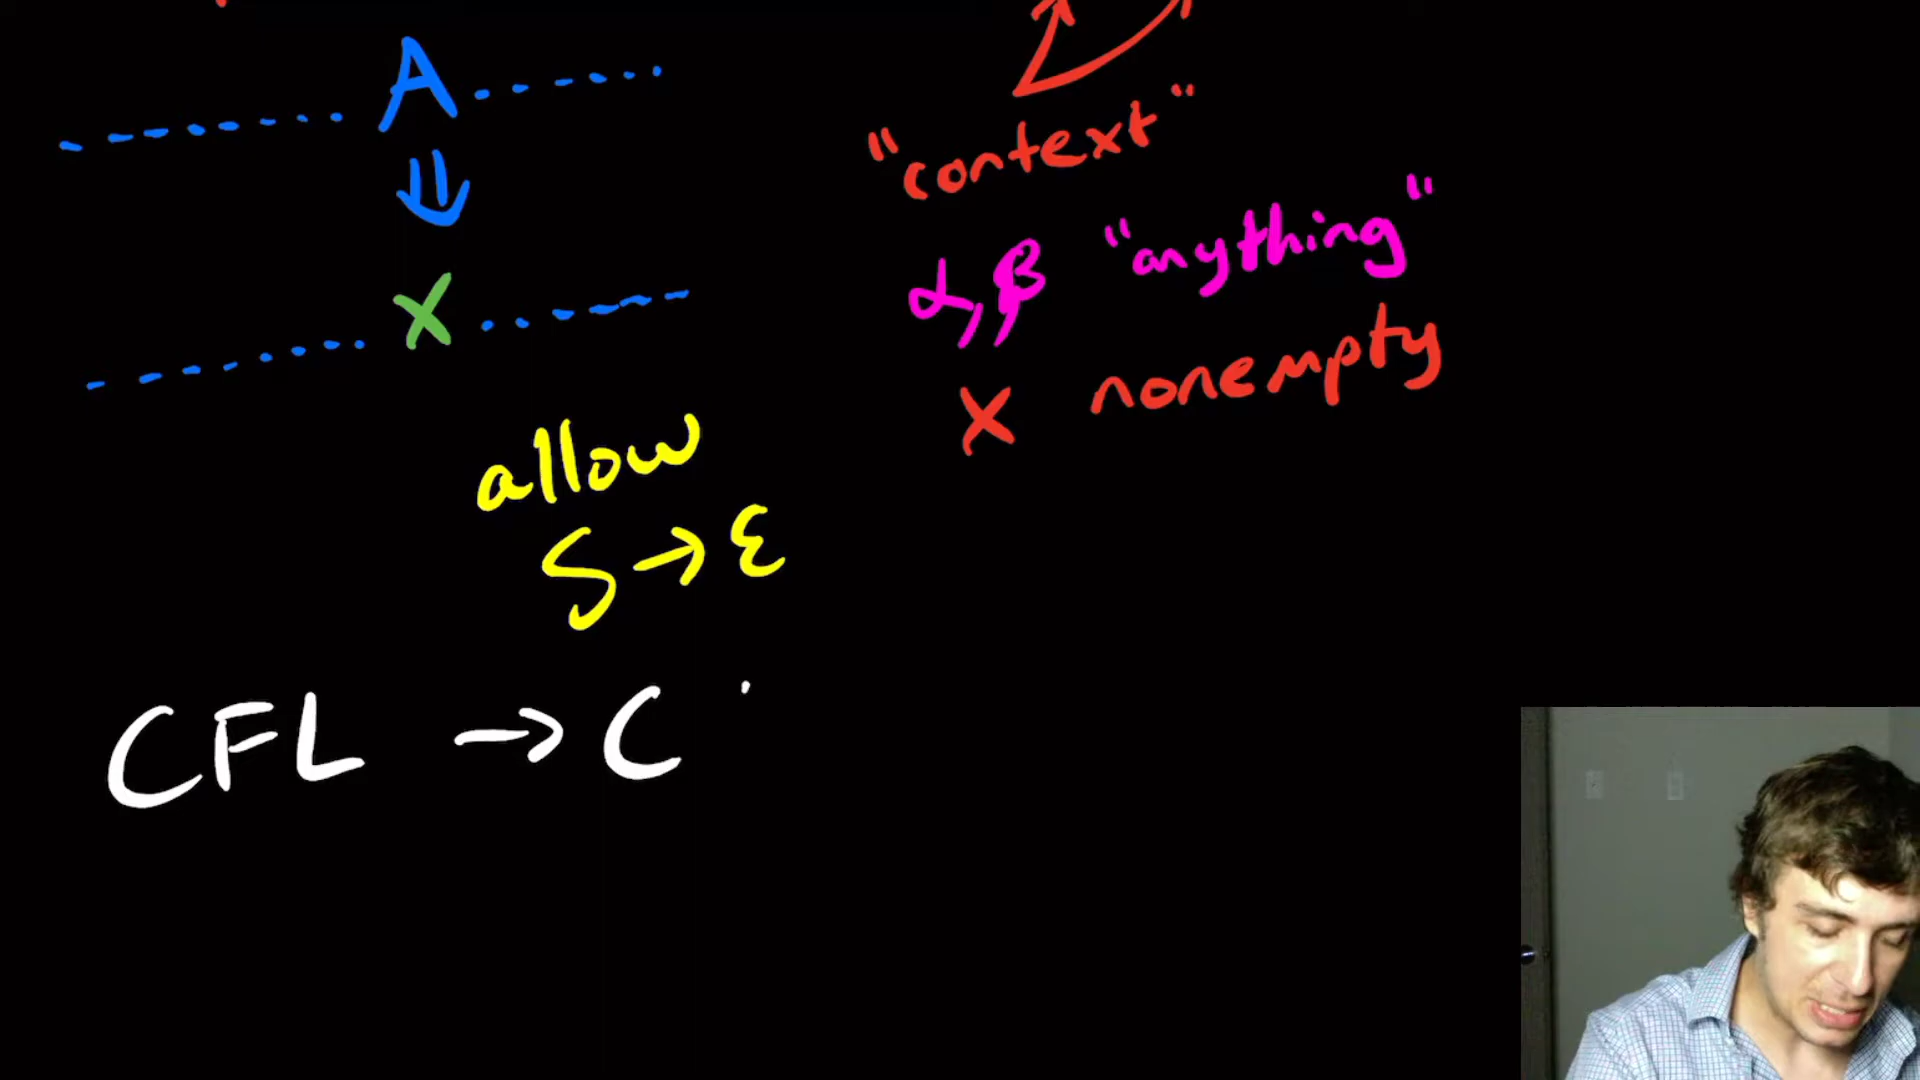 A
⇓
X
"context"
α, β "anything"
X nonempty
allow
S → ε
CFL → C